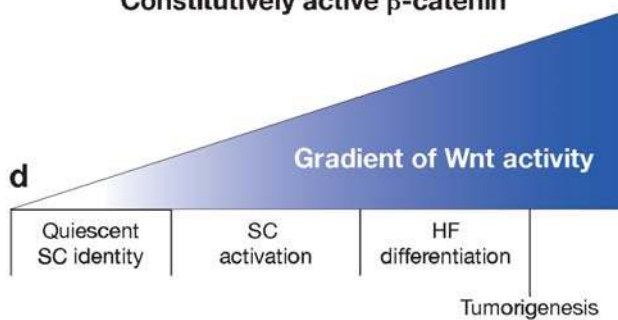 Constitutively active β-catenin
Gradient of Wnt activity
d
Quiescent
SC identity
SC
activation
HF
differentiation
Tumorigenesis